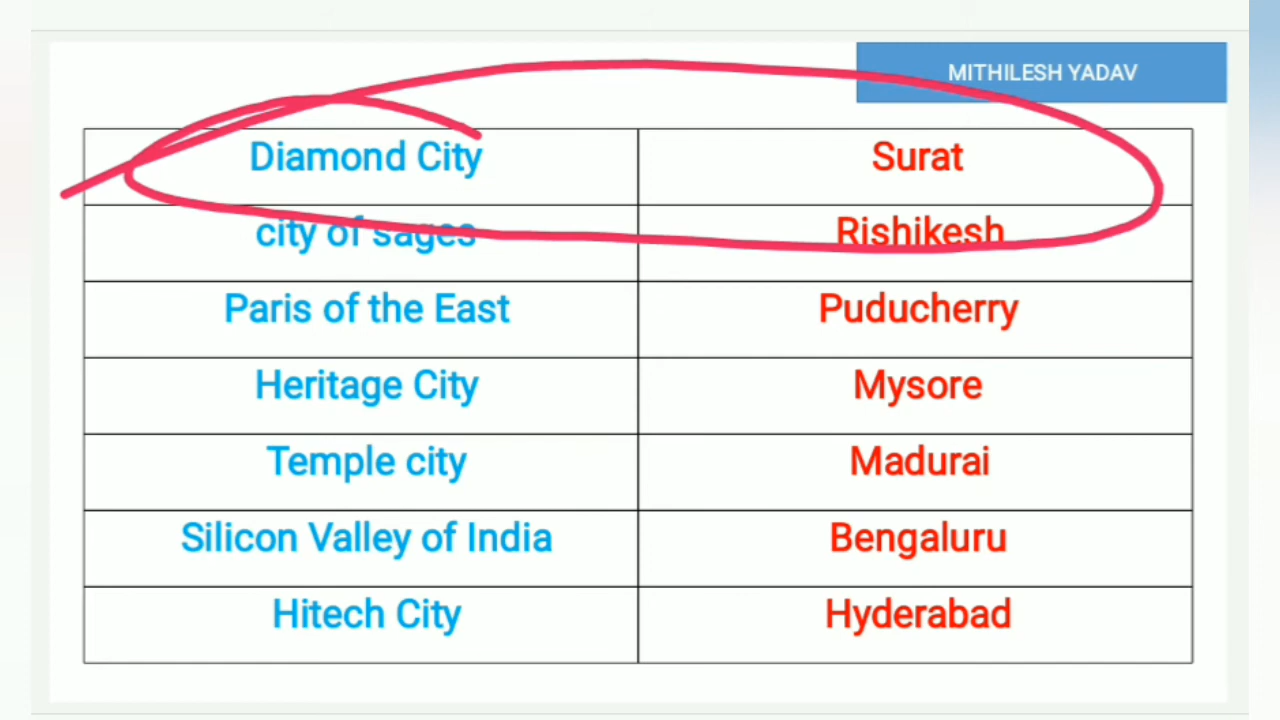 MITHILESH YADAV
Diamond City Surat
city of sages Rishikesh
Paris of the East Puducherry
Heritage City Mysore
Temple city Madurai
Silicon Valley of India Bengaluru
Hitech City Hyderabad